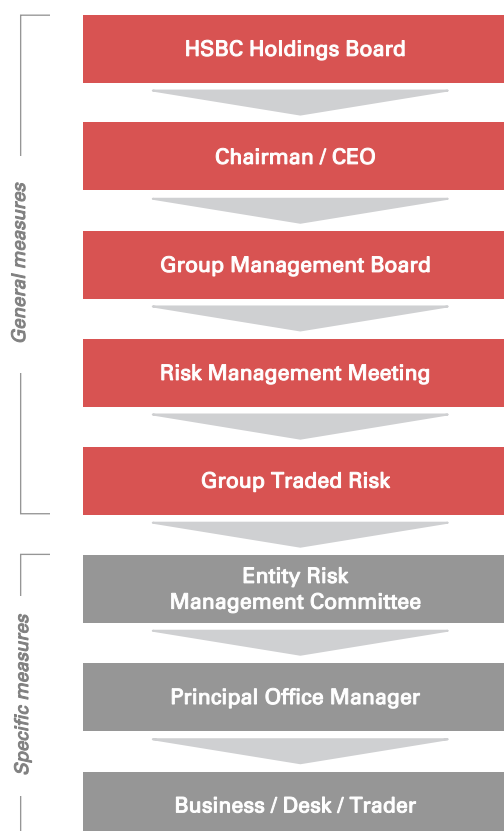 General measures
HSBC Holdings Board
Chairman / CEO
Group Management Board
Risk Management Meeting
Group Traded Risk
Specific measures
Entity Risk
Management Committee
Principal Office Manager
Business / Desk / Trader